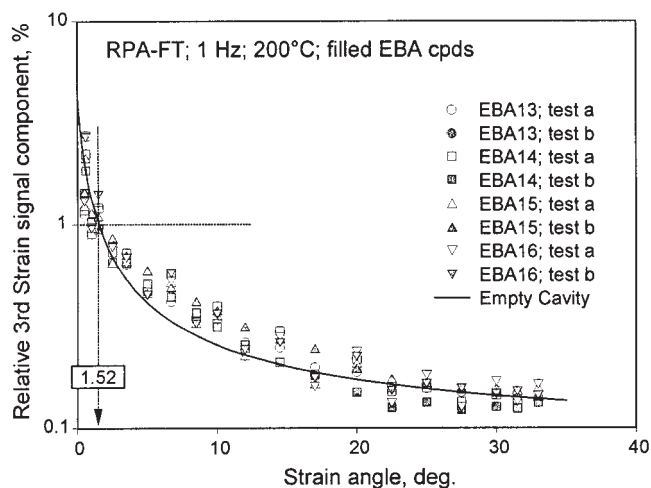 10
RPA-FT; 1 Hz; 200°C; filled EBA cpds
EBA13; test a
EBA13; test b
EBA14; test a
EBA14; test b
EBA15; test a
EBA15; test b
EBA16; test a
EBA16; test b
Empty Cavity
Relative 3rd Strain signal component, %
1
1.52
0.1
0
10
20
30
40
Strain angle, deg.